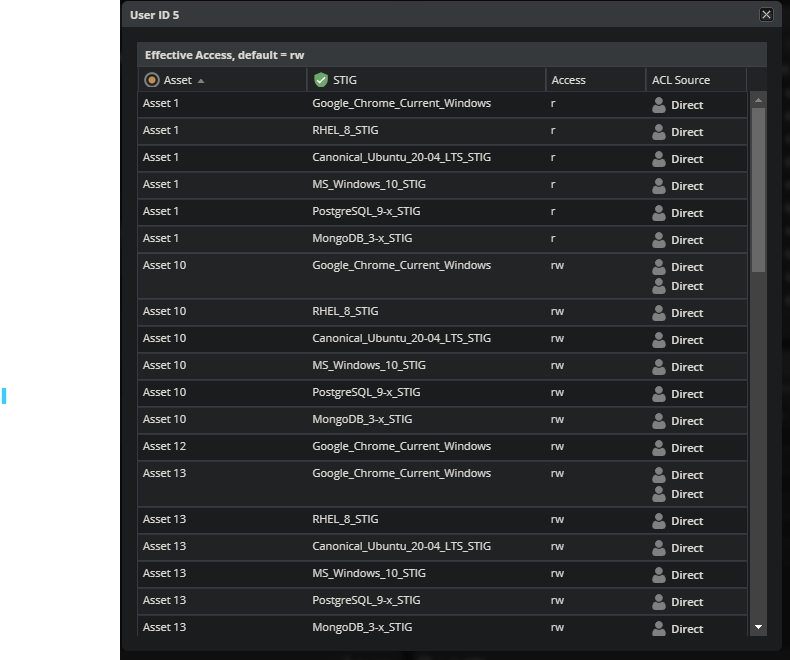 User ID 5
Effective Access, default = rw
Asset STIG Access ACL Source
Asset 1 Google_Chrome_Current_Windows r Direct
Asset 1 RHEL_8_STIG r Direct
Asset 1 Canonical_Ubuntu_20-04_LTS_STIG r Direct
Asset 1 MS_Windows_10_STIG r Direct
Asset 1 PostgreSQL_9-x_STIG r Direct
Asset 1 MongoDB_3-x_STIG r Direct
Asset 10 Google_Chrome_Current_Windows rw Direct
Direct
Asset 10 RHEL_8_STIG rw Direct
Asset 10 Canonical_Ubuntu_20-04_LTS_STIG rw Direct
Asset 10 MS_Windows_10_STIG rw Direct
Asset 10 PostgreSQL_9-x_STIG rw Direct
Asset 10 MongoDB_3-x_STIG rw Direct
Asset 12 Google_Chrome_Current_Windows rw Direct
Asset 13 Google_Chrome_Current_Windows rw Direct
Direct
Asset 13 RHEL_8_STIG rw Direct
Asset 13 Canonical_Ubuntu_20-04_LTS_STIG rw Direct
Asset 13 MS_Windows_10_STIG rw Direct
Asset 13 PostgreSQL_9-x_STIG rw Direct
Asset 13 MongoDB_3-x_STIG rw Direct